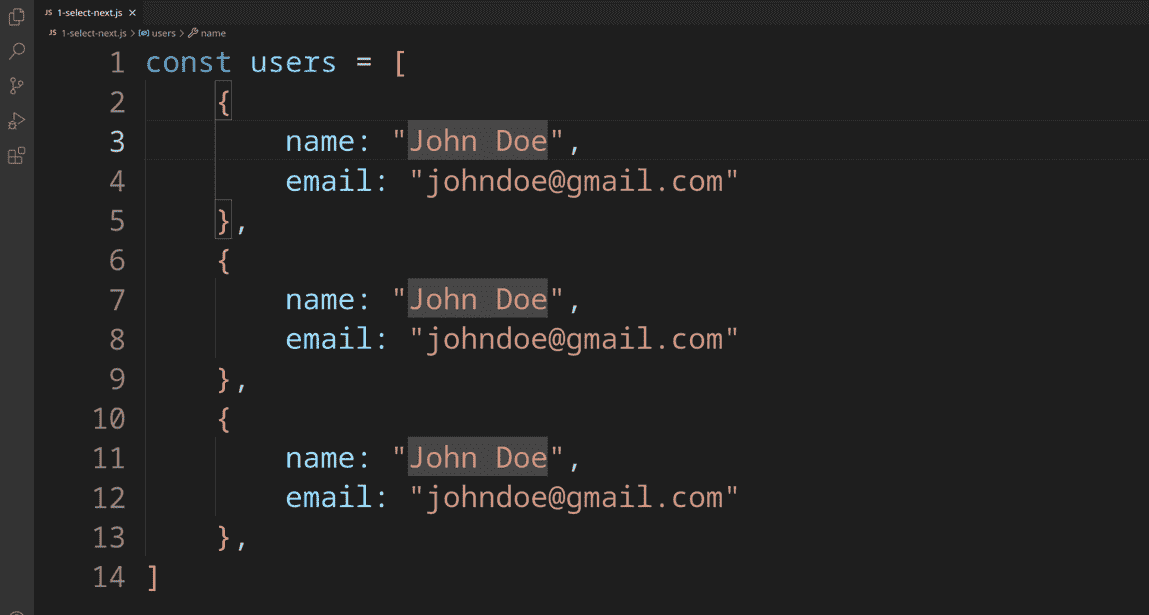 JS 1-select-next.js ×
JS 1-select-next.js > users > name
1 const users = [
2 {
3 name: "John Doe",
4 email: "johndoe@gmail.com"
5 },
6 {
7 name: "John Doe",
8 email: "johndoe@gmail.com"
9 },
10 {
11 name: "John Doe",
12 email: "johndoe@gmail.com"
13 },
14 ]